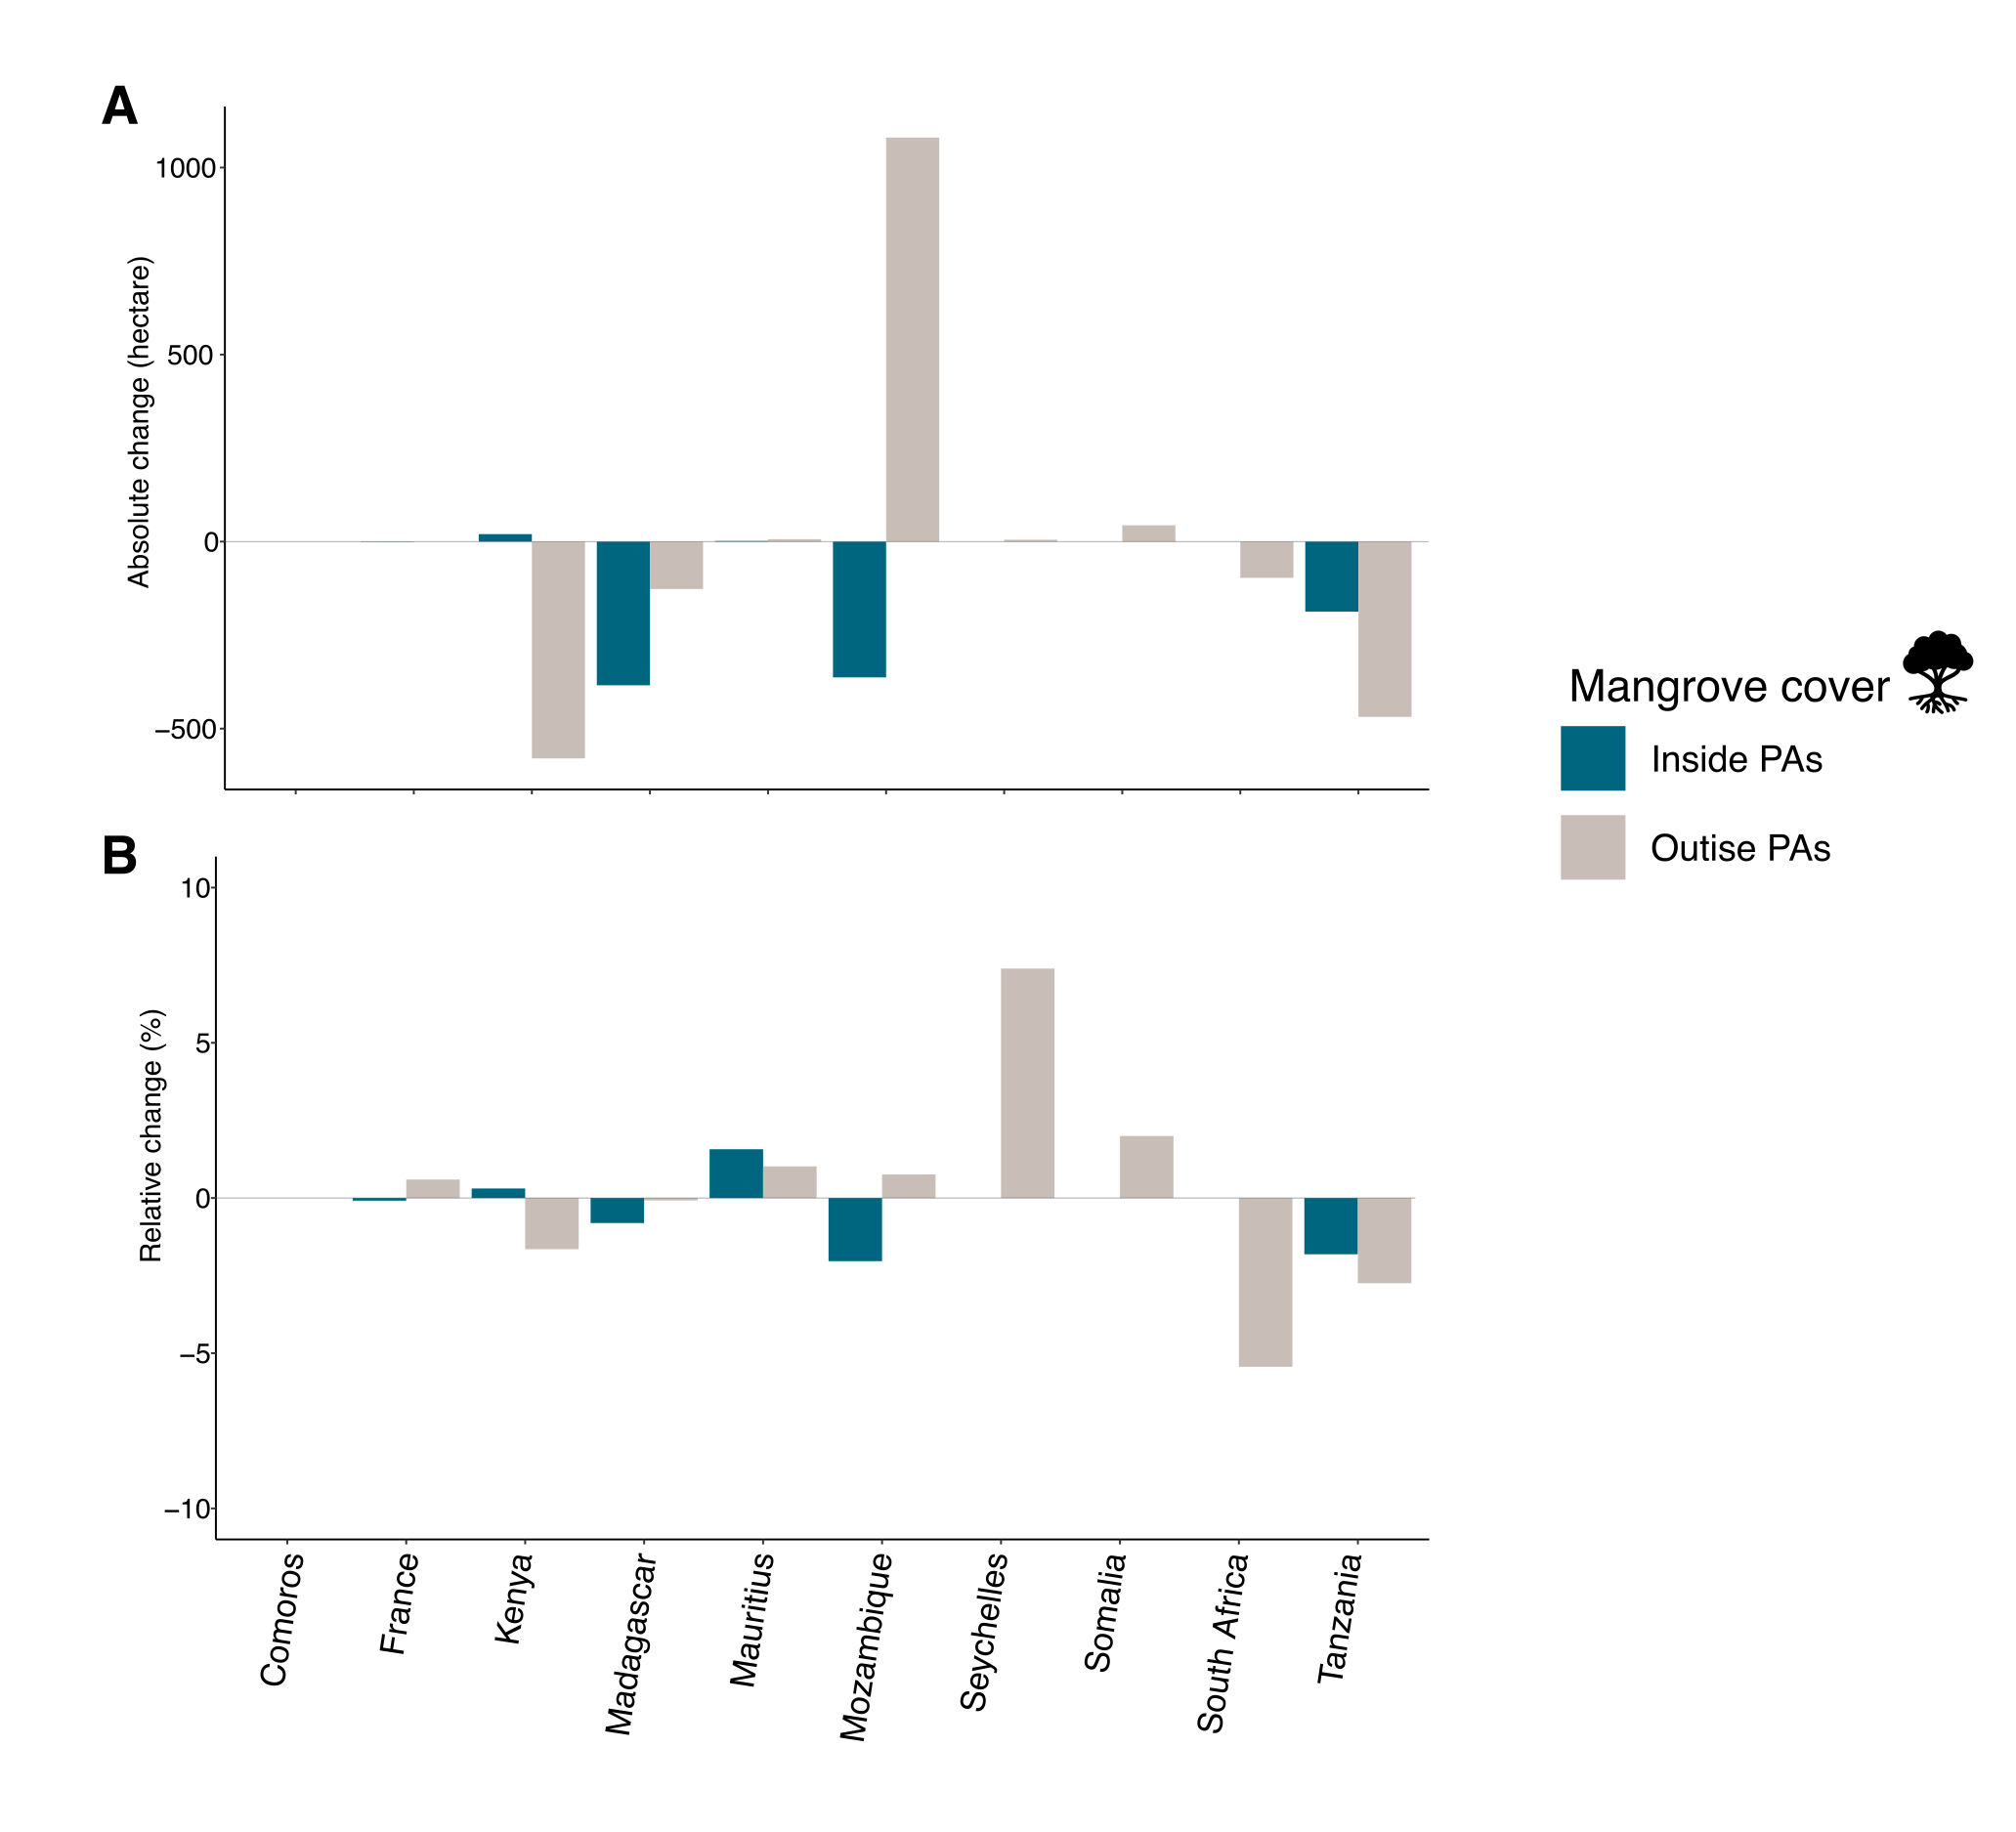 A
Absolute change (hectare)
1000
500
0
−500
Mangrove cover
Inside PAs
Outise PAs
B
Relative change (%)
10
5
0
−5
−10
Comoros
France
Kenya
Madagascar
Mauritius
Mozambique
Seychelles
Somalia
South Africa
Tanzania